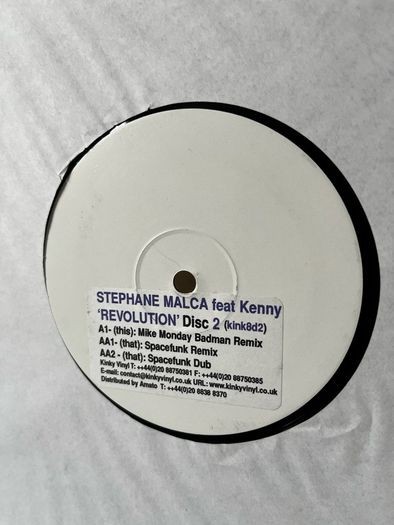 STEPHANE MALCA feat Kenny
'REVOLUTION' Disc 2 (kink8d2)
A1- (this): Mike Monday Badman Remix
AA1- (that): Spacefunk Remix
AA2 - (that): Spacefunk Dub
Kinky Vinyl T: ++44(0)20 88750381 F: ++44(0)20 88750385
E-mail: contact@kinkyvinyl.co.uk URL: www.kinkyvinyl.co.uk
Distributed by Amato T: ++44(0)20 8838 8370